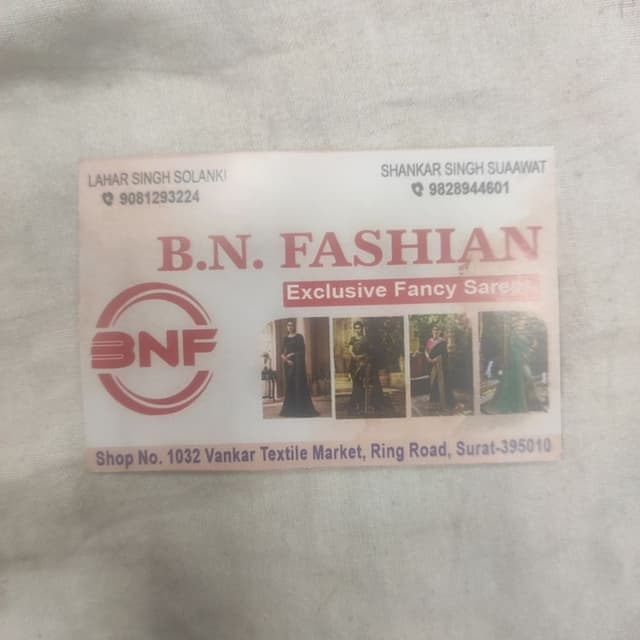 LAHAR SINGH SOLANKI
9081293224
SHANKAR SINGH SUAAWAT
9828944601
B.N. FASHIAN
Exclusive Fancy Sarees
BNF
Shop No. 1032 Vankar Textile Market, Ring Road, Surat-395010